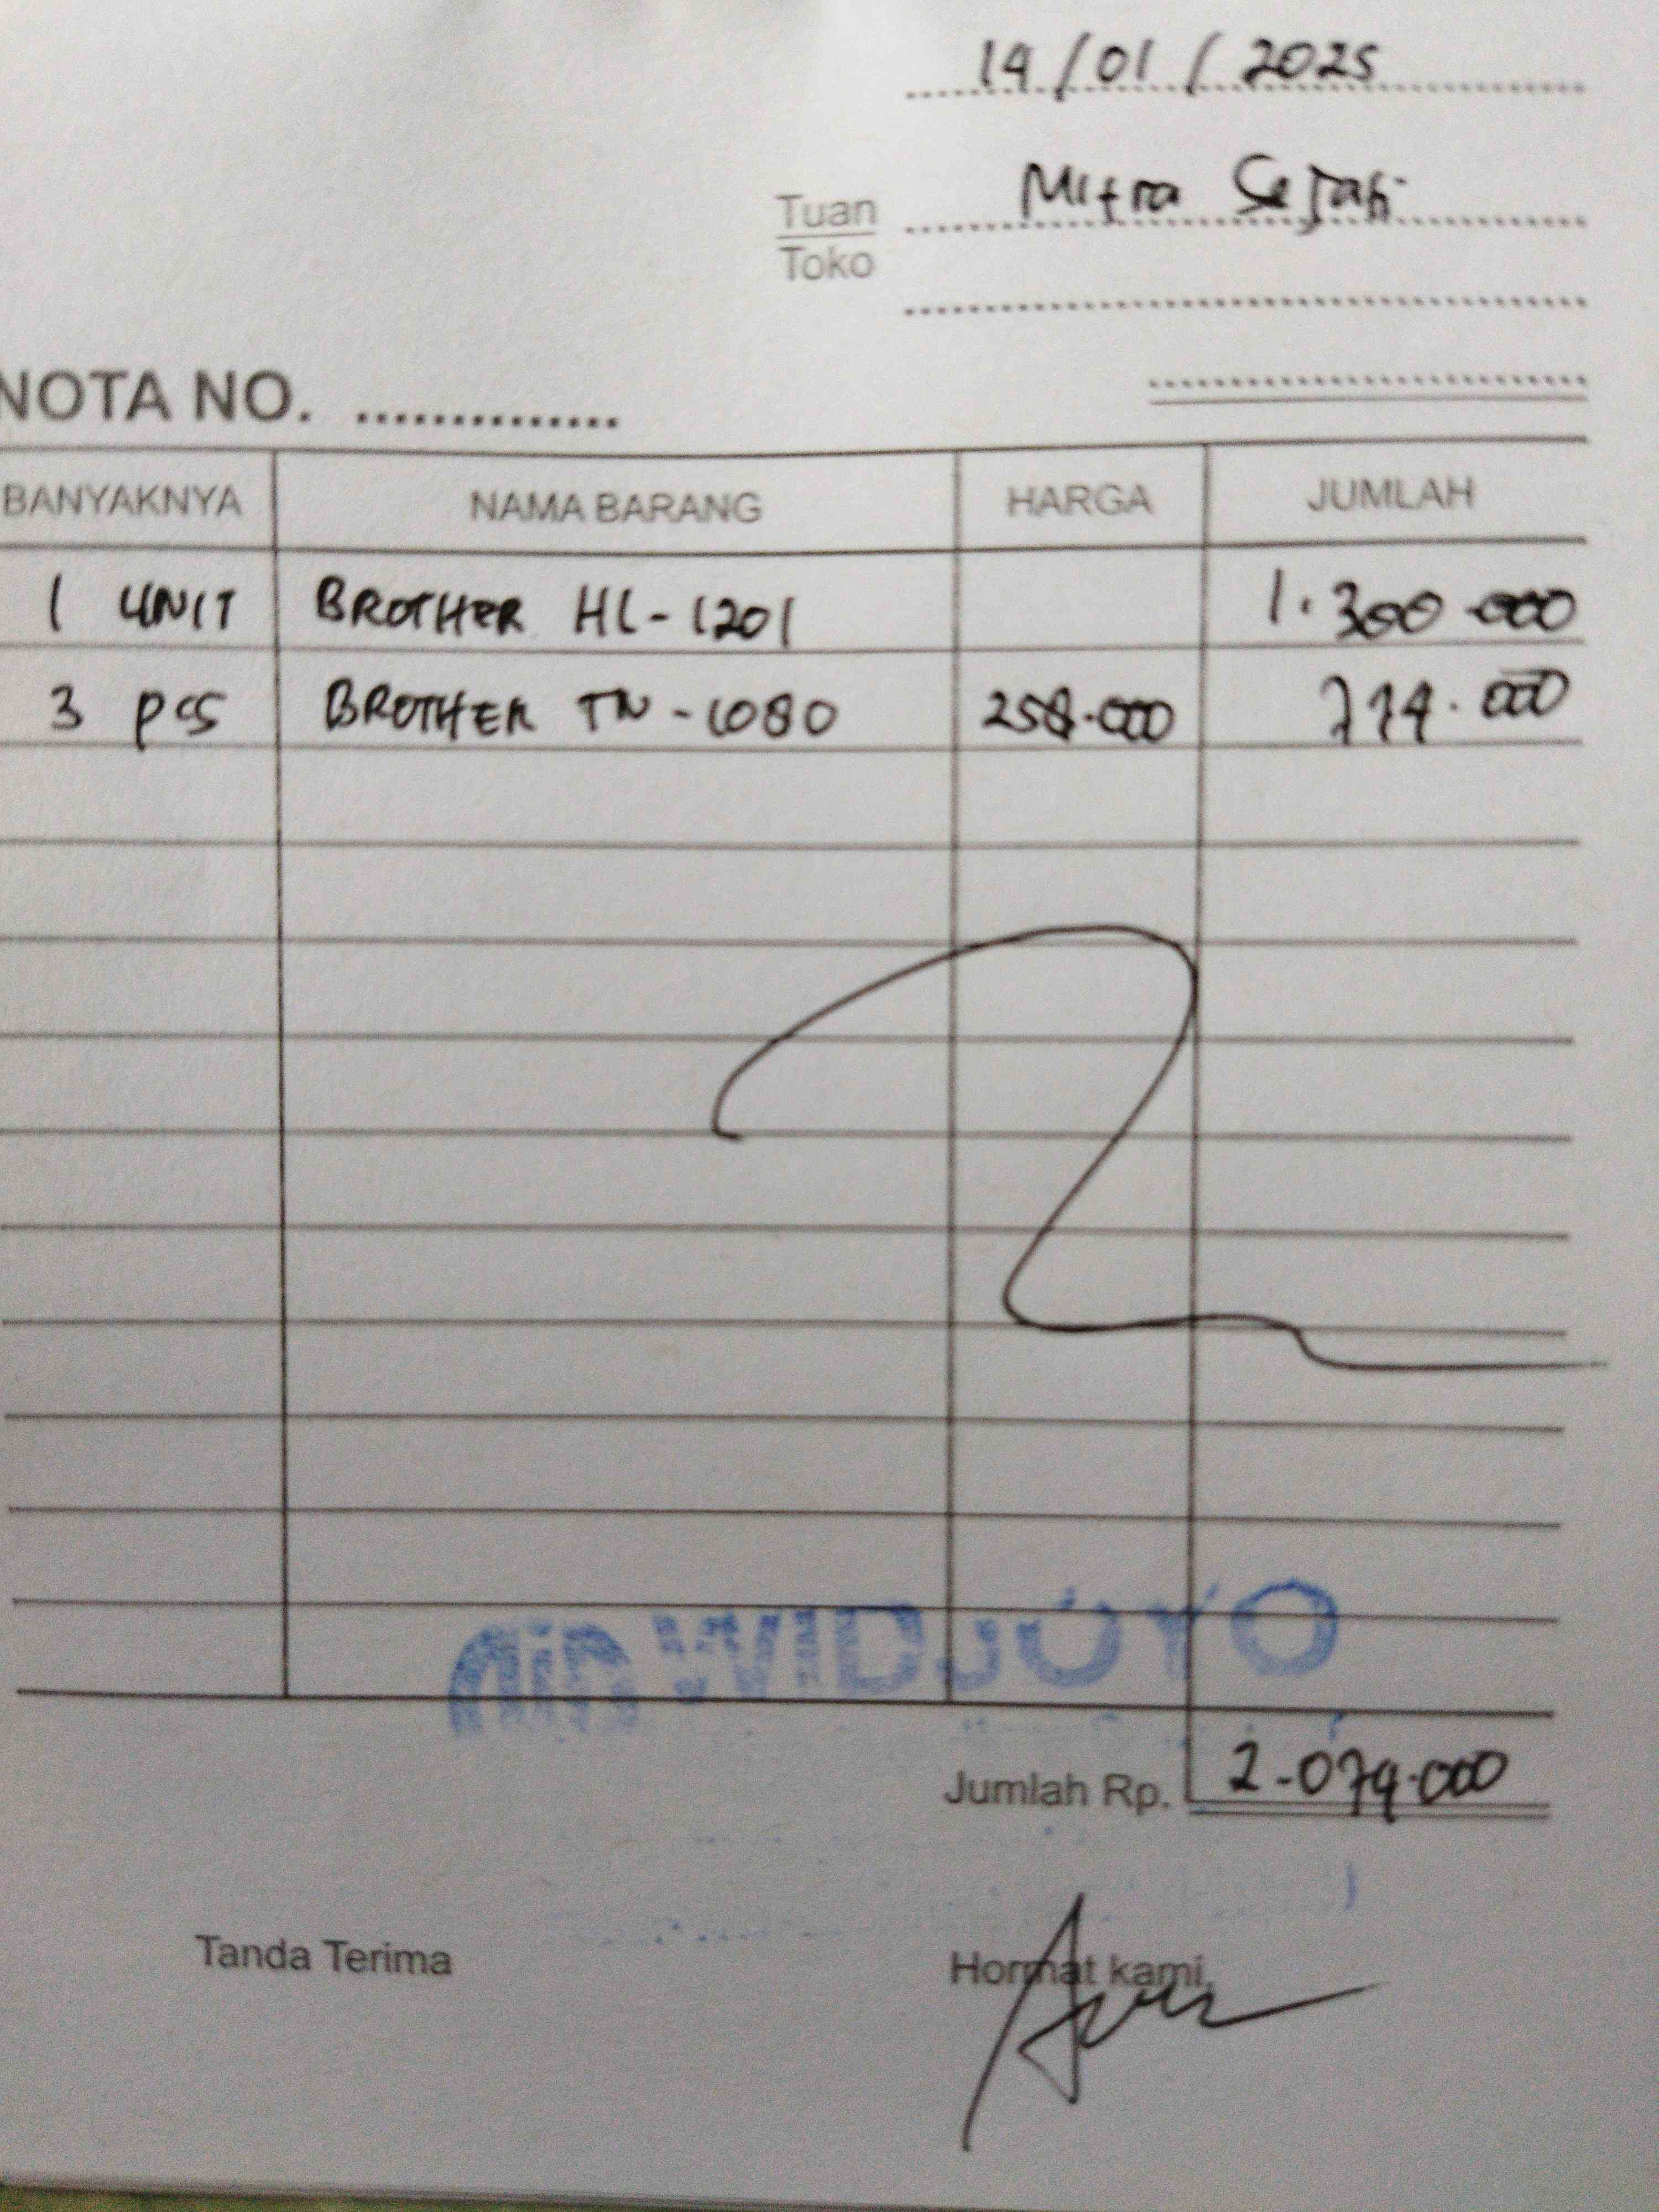 14/01/2025
Tuan Mitra Sejati
Toko
NOTA NO. ..............
BANYAKNYA NAMA BARANG HARGA JUMLAH
1 UNIT BROTHER HL-1201 1.300.000
3 pcs BROTHER TN-1080 258.000 774.000
WIDJOYO
Jumlah Rp. 2.074.000
Tanda Terima Hormat kami,